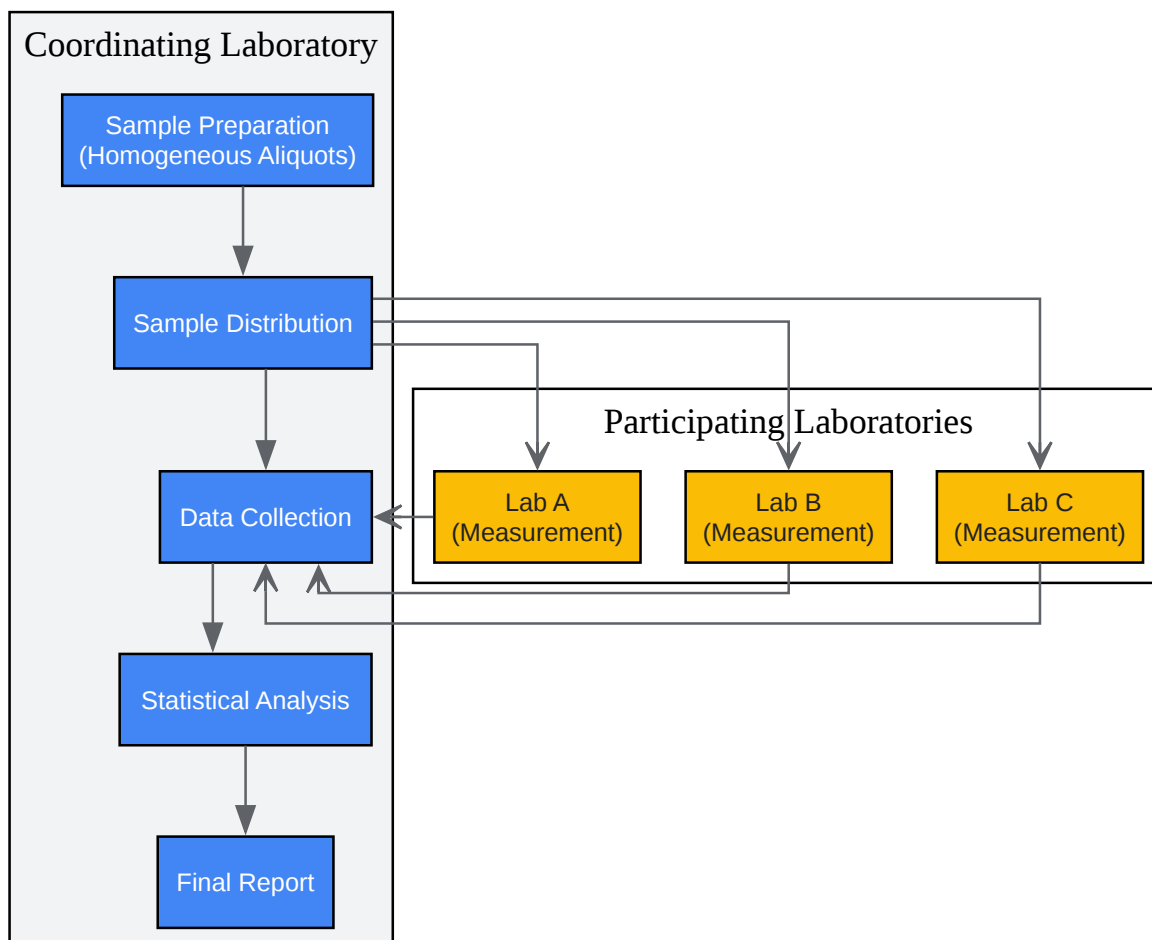 Coordinating Laboratory
Sample Preparation
(Homogeneous Aliquots)
Sample Distribution
Participating Laboratories
Data Collection
Lab A
(Measurement)
Lab B
(Measurement)
Lab C
(Measurement)
Statistical Analysis
Final Report